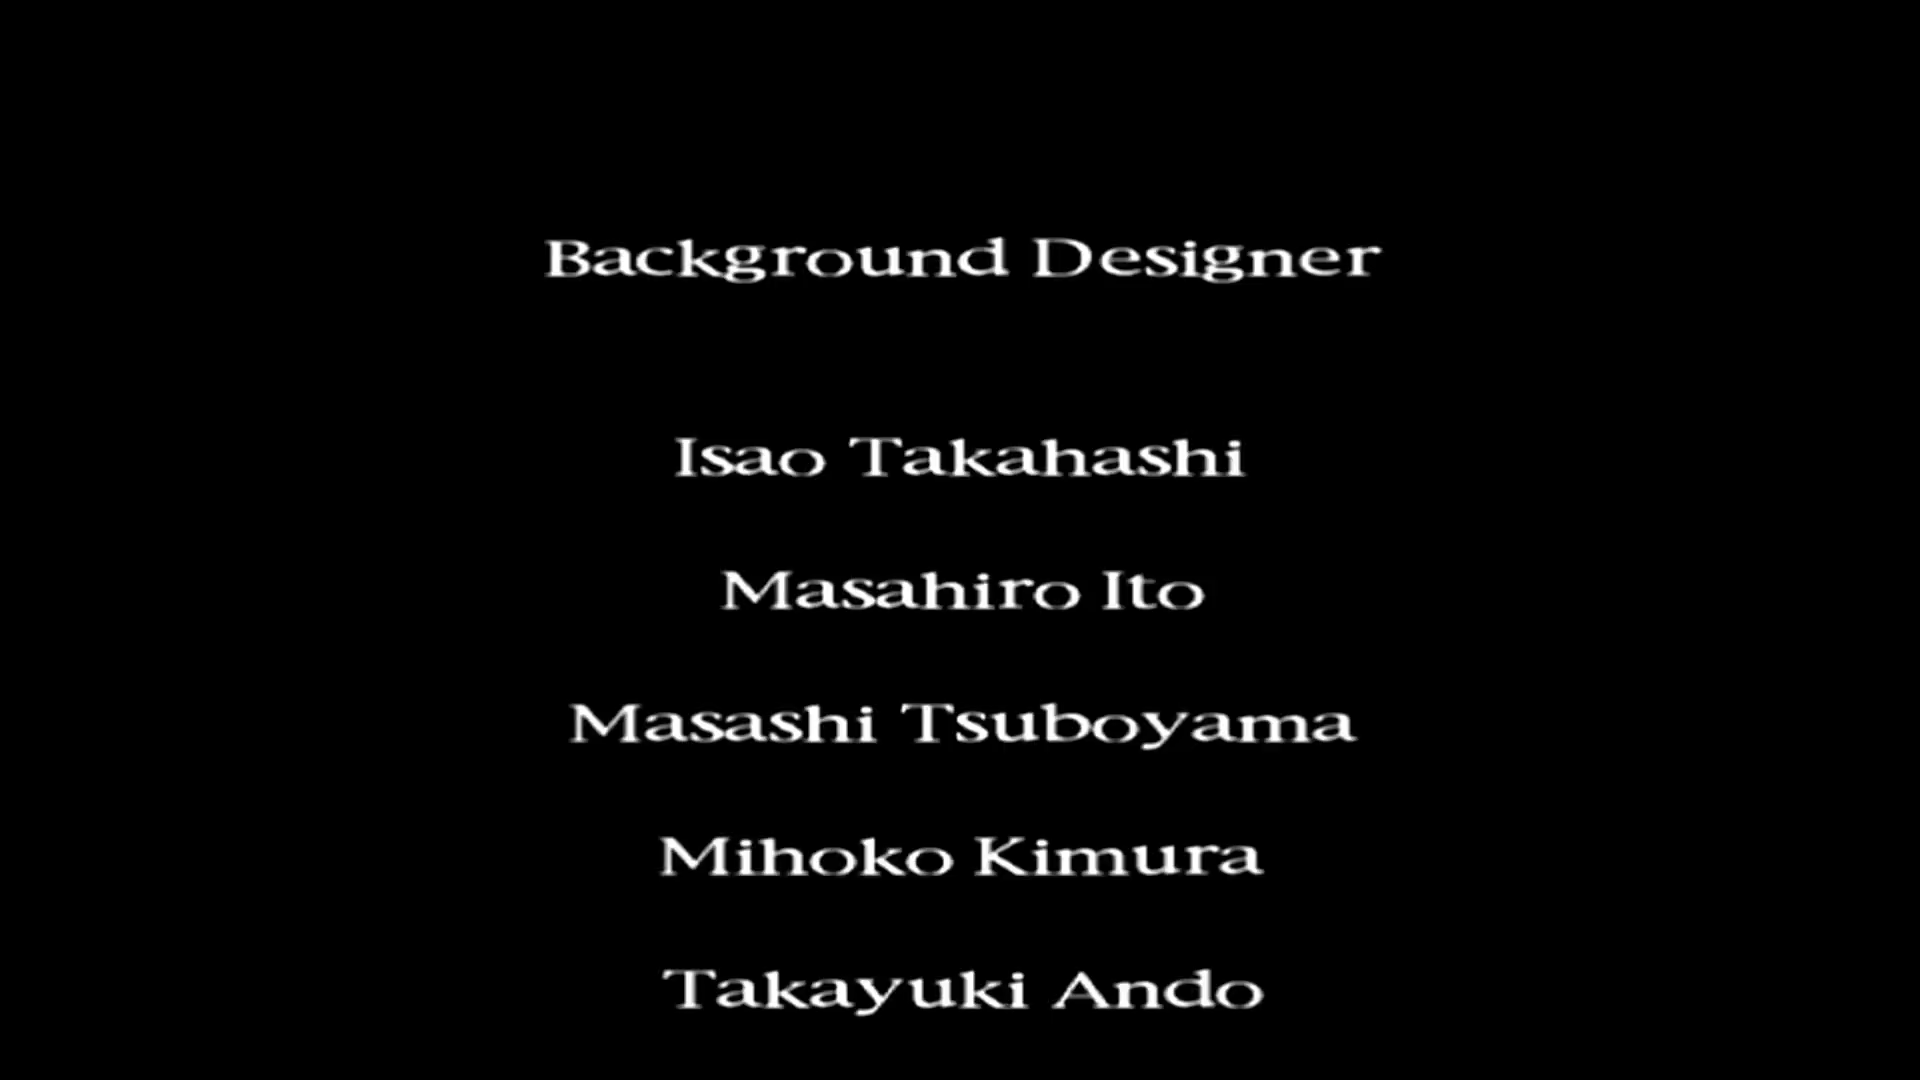 Background Designer
Isao Takahashi
Masahiro Ito
Masashi Tsuboyama
Mihoko Kimura
Takayuki Ando